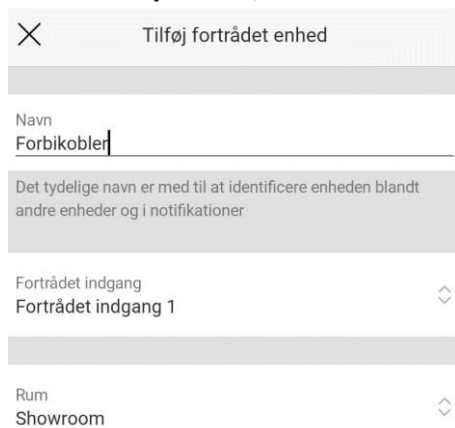 Tilføj fortrådet enhed
Navn
Forbikobler
Det tydelige navn er med til at identificere enheden blandt
andre enheder og i notifikationer
Fortrådet indgang
Fortrådet indgang 1
Rum
Showroom